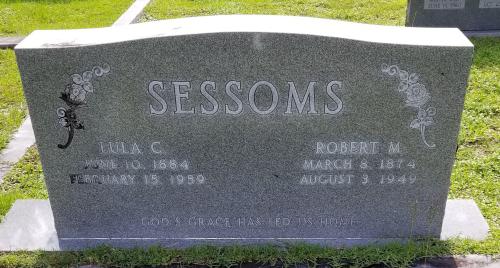 SESSOMS
LULA C.
JUNE 10, 1884
FEBRUARY 15, 1959
ROBERT M.
MARCH 8, 1874
AUGUST 3, 1949
GOD'S GRACE HAS LED US HOME